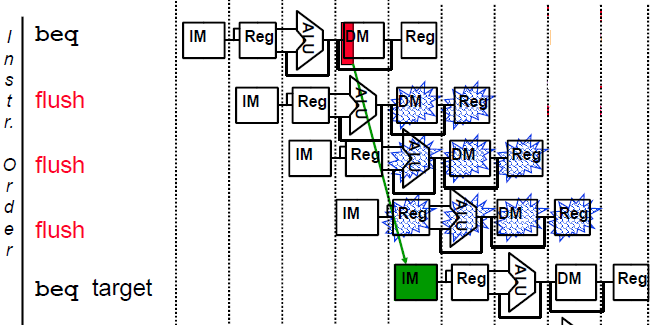 Instr. Order
beq IM Reg ALU DM Reg
flush IM Reg ALU DM Reg
flush IM Reg ALU DM Reg
flush IM Reg ALU DM Reg
beq target IM Reg ALU DM Reg